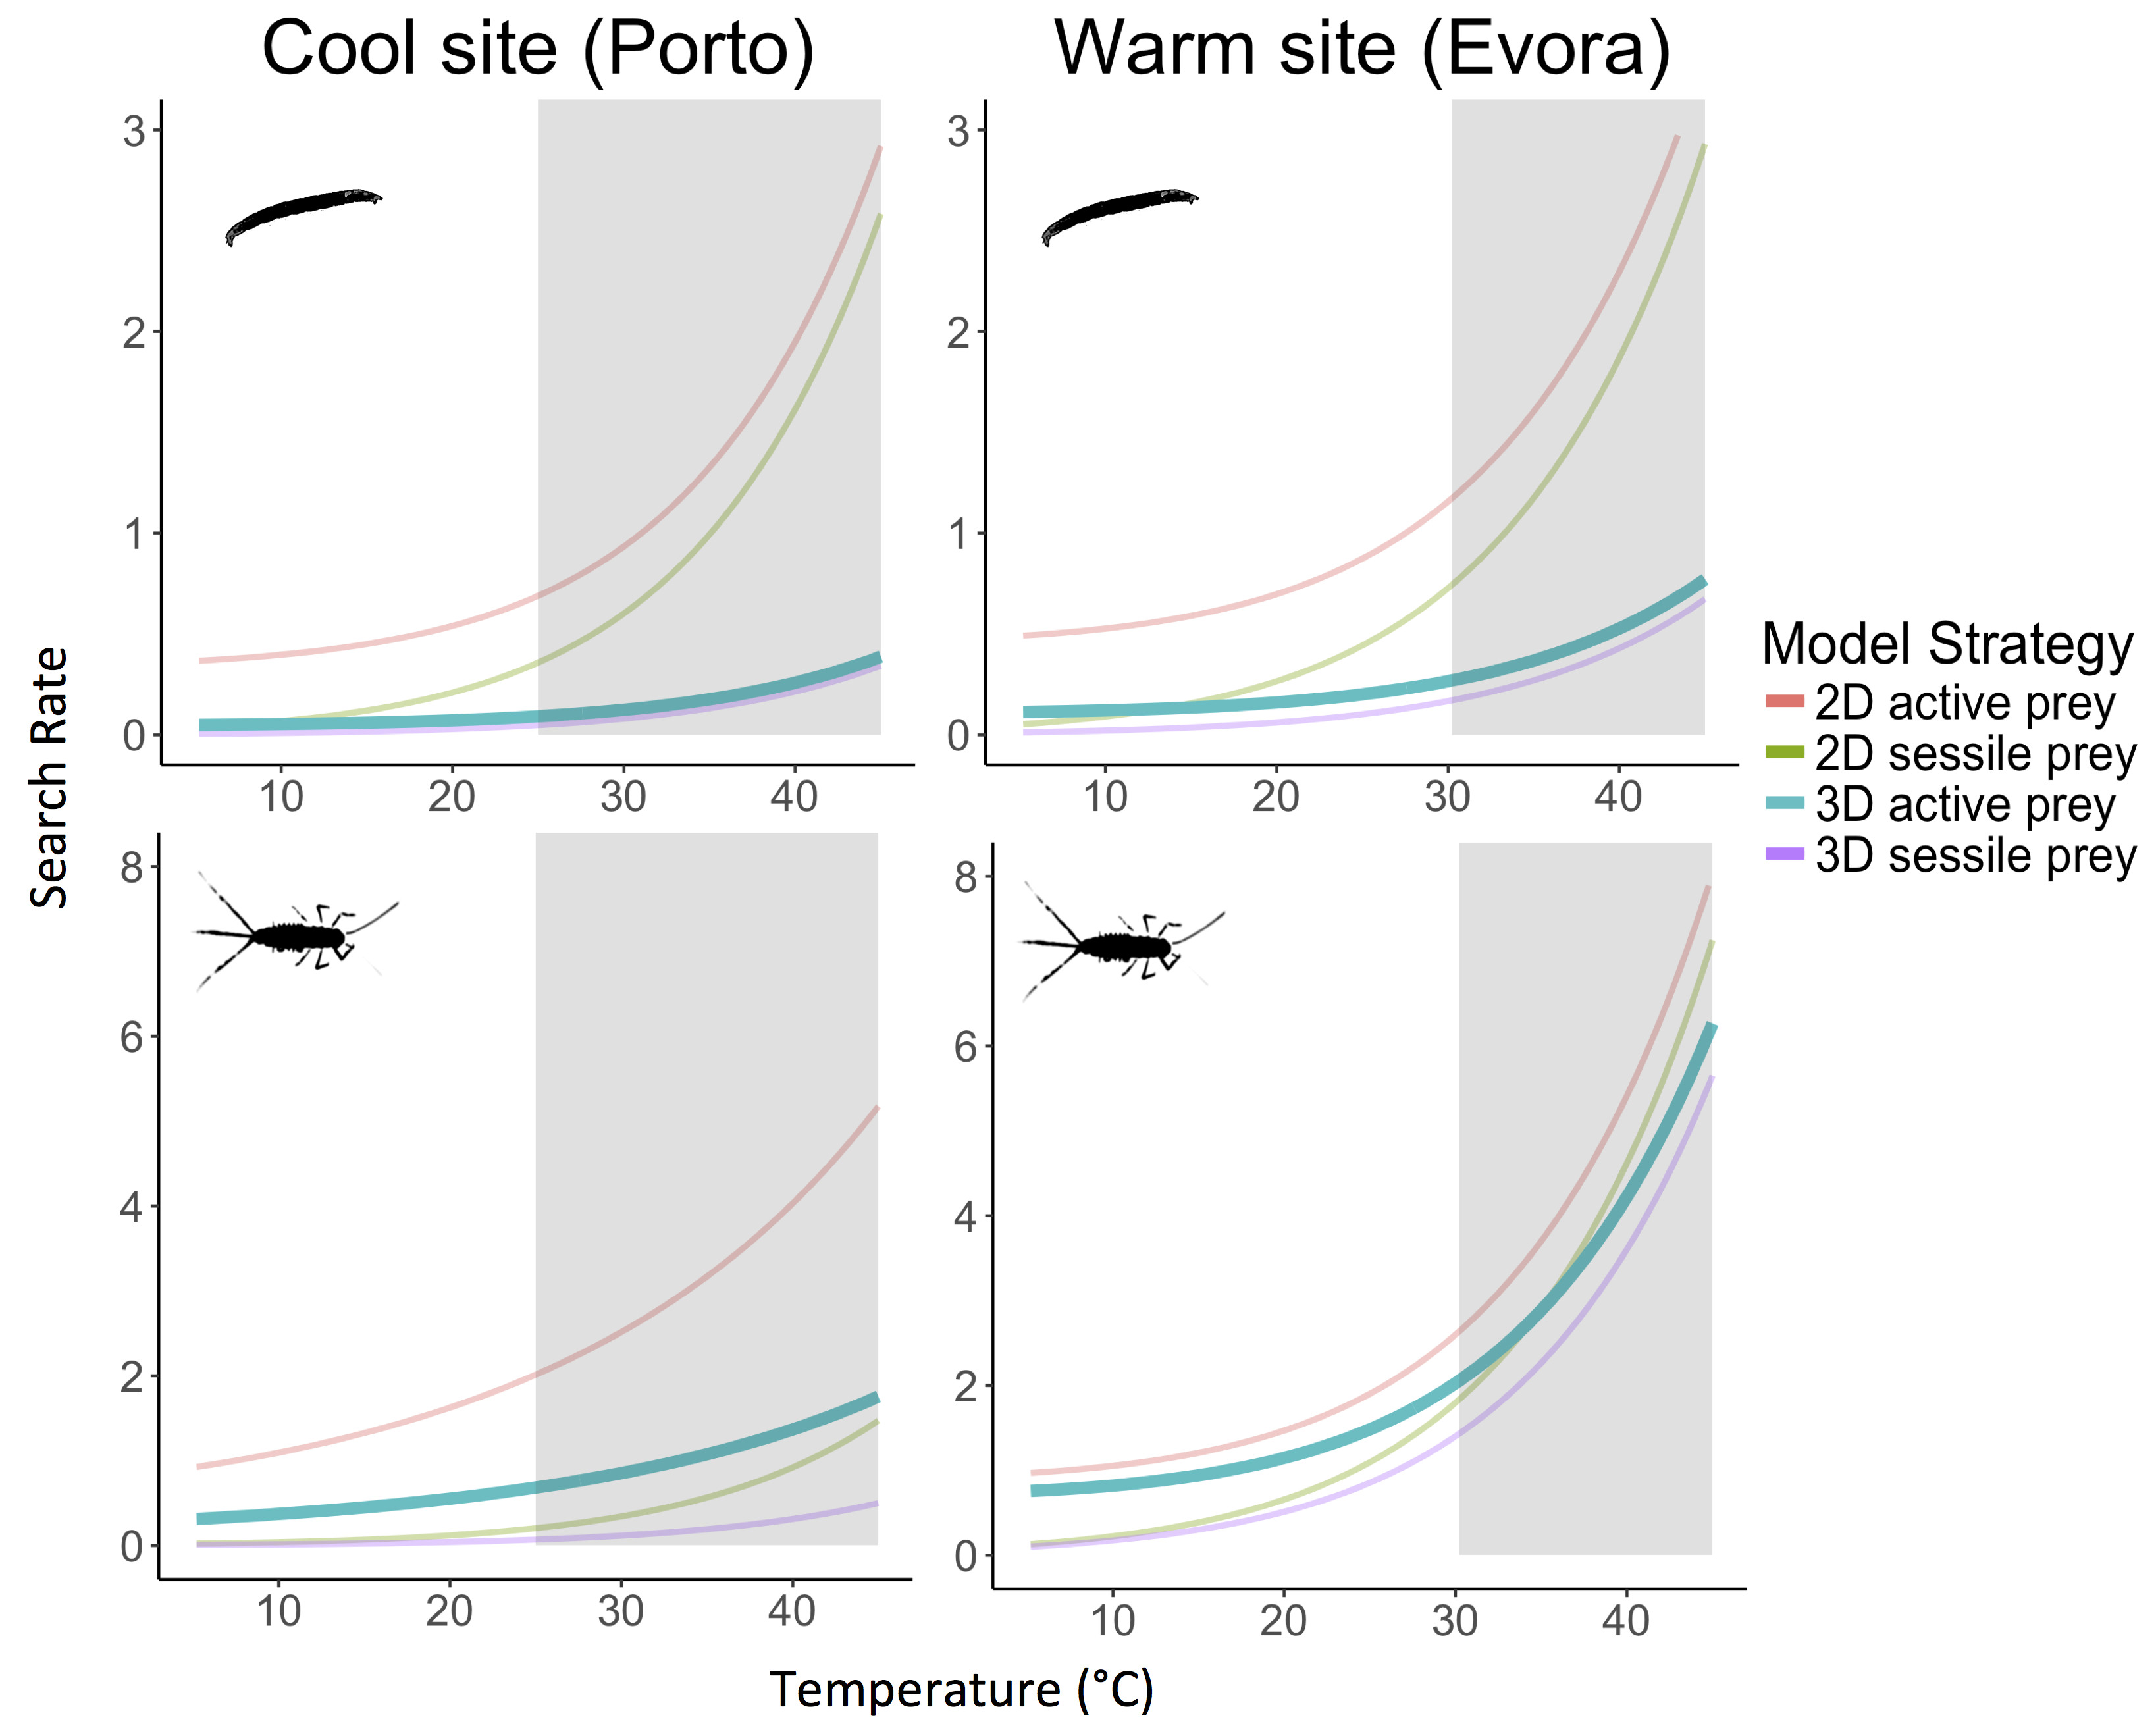 Cool site (Porto)
Warm site (Evora)
3
2
1
0
10 20 30 40
3
2
1
0
10 20 30 40
8
6
4
2
0
10 20 30 40
8
6
4
2
0
10 20 30 40
Search Rate
Temperature (°C)
Model Strategy
2D active prey
2D sessile prey
3D active prey
3D sessile prey